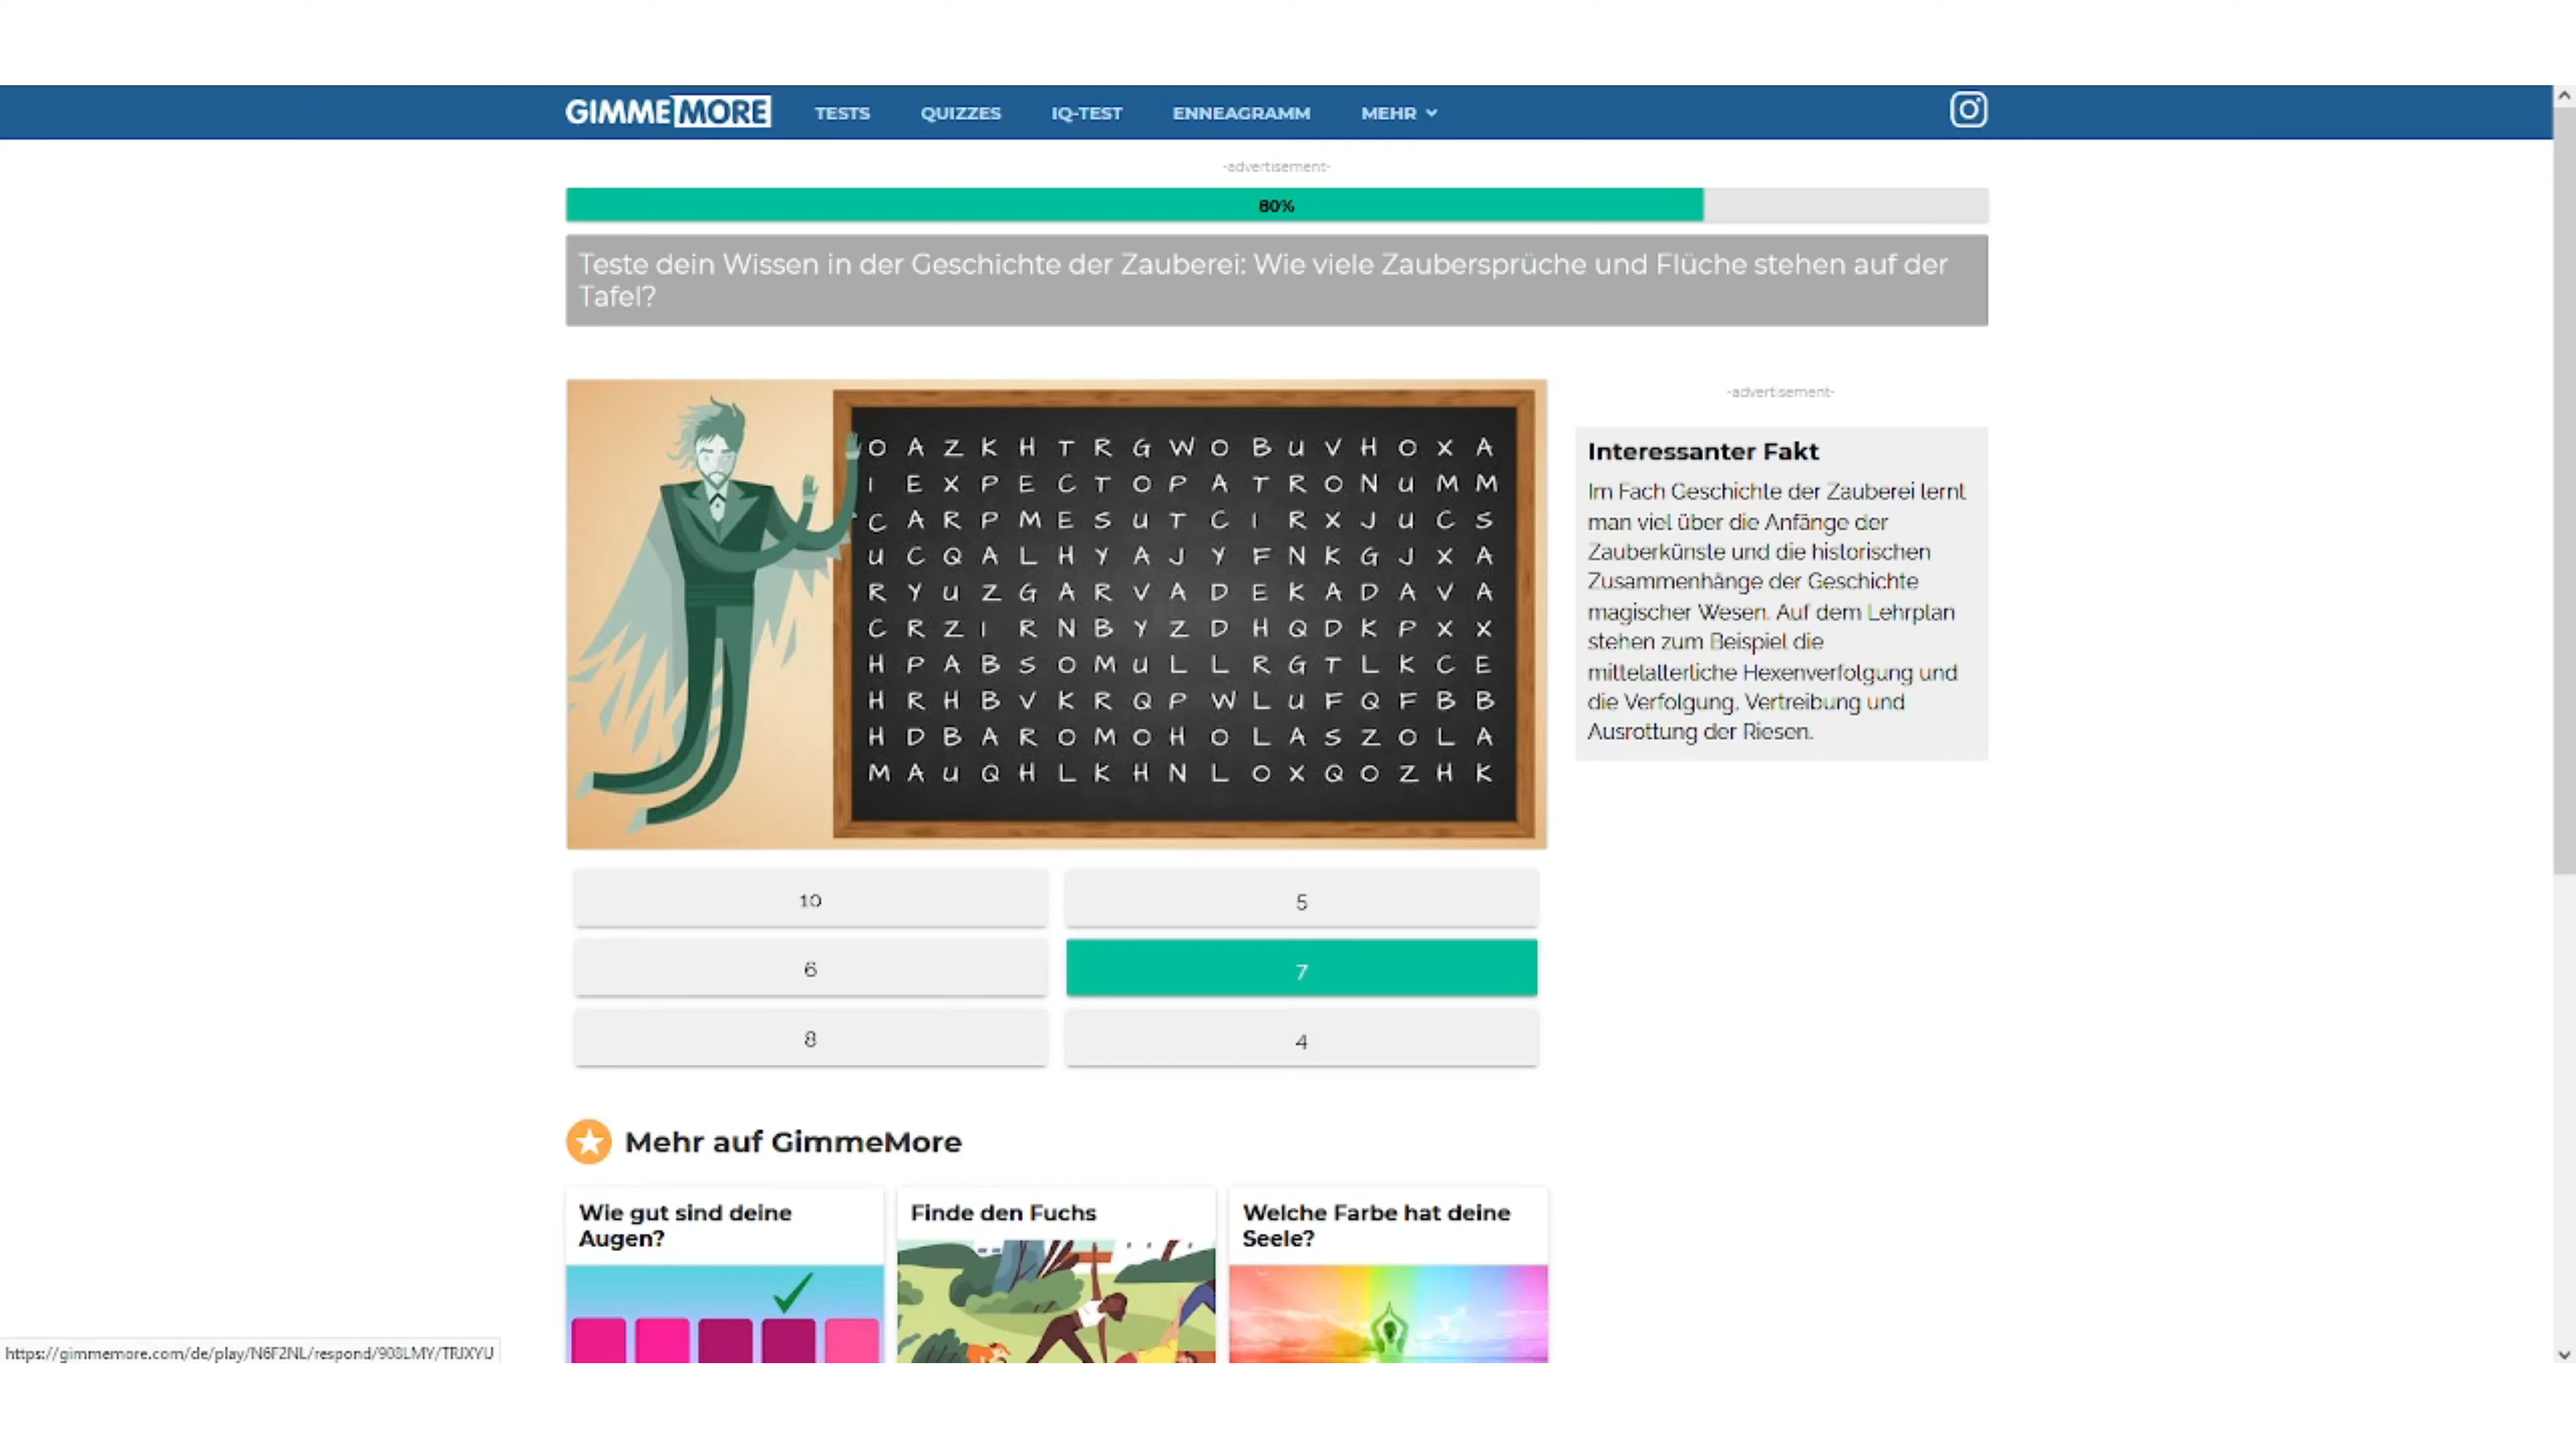 GIMMEMORE TESTS QUIZZES IQ-TEST ENNEAGRAMM MEHR
-advertisement-
80%
Teste dein Wissen in der Geschichte der Zauberei: Wie viele Zaubersprüche und Flüche stehen auf der
Tafel?
O A Z K H T R G W O B U V H O X A
I E X P E C T O P A T R O N U M M
C A R P M E S U T C I R X J U C S
U C Q A L H Y A J Y F N K G J X A
R Y U Z G A R V A D E K A D A V A
C R Z I R N B Y Z D H Q D K P X X
H P A B S O M U L L R G T L K C E
H R H B V K R Q P W L U F Q F B B
H D B A R O M O H O L A S Z O L A
M A U Q H L K H N L O X Q O Z H K
-advertisement-
Interessanter Fakt
Im Fach Geschichte der Zauberei lernt
man viel über die Anfänge der
Zauberkünste und die historischen
Zusammenhänge der Geschichte
magischer Wesen. Auf dem Lehrplan
stehen zum Beispiel die
mittelalterliche Hexenverfolgung und
die Verfolgung, Vertreibung und
Ausrottung der Riesen.
10
5
6
7
8
4
Mehr auf GimmeMore
Wie gut sind deine
Augen?
Finde den Fuchs
Welche Farbe hat deine
Seele?
https://gimmemore.com/de/play/N6F2NL/respond/908LMY/TRJXYU